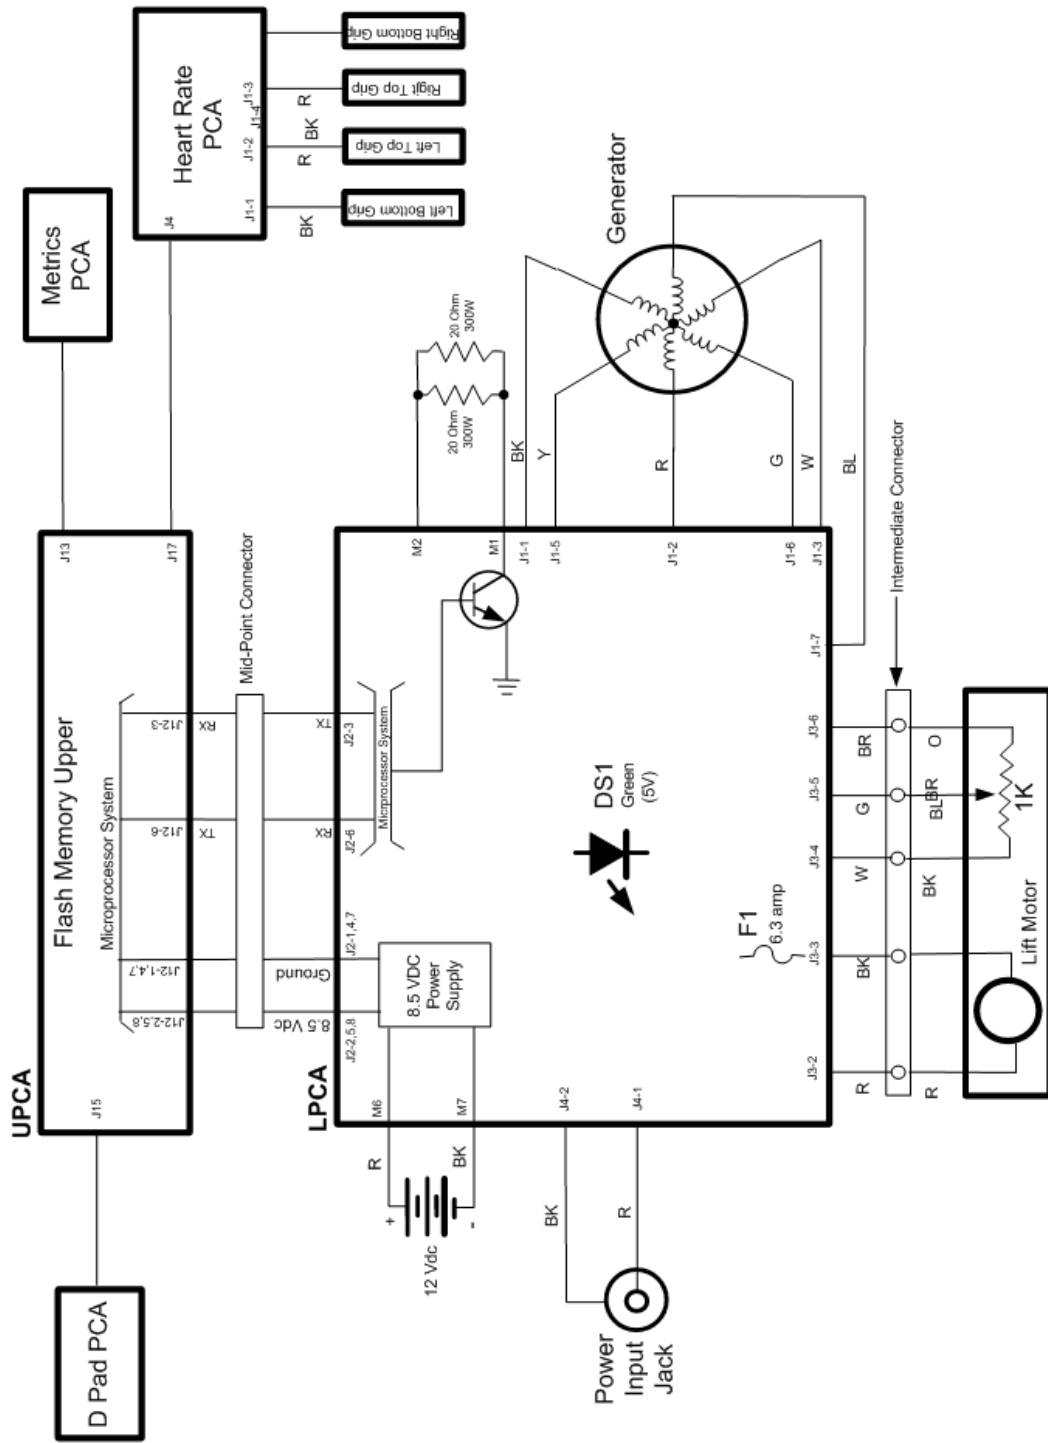 D Pad PCA
UPCA
J15
Flash Memory Upper
Microprocessor System
J13
J17
Metrics
PCA
Heart Rate
PCA
J4
J1-1
J1-2
J1-4
J1-3
BK
R
BK
R
Left Bottom Grip
Left Top Grip
Rigjt Top Grip
Right Bottom Grip
J12-2,5,8
J12-1,4,7
J12-6
J12-3
TX
RX
Mid-Point Connector
8.5 Vdc
Ground
RX
TX
LPCA
J2-2,5,8
J2-1,4,7
J2-6
J2-3
8.5 VDC
Power
Supply
Micrprocessor System
M6
M7
R
BK
+
-
12 Vdc
M2
M1
20 Ohm
300W
20 Ohm
300W
J1-1
J1-5
J1-2
J1-6
J1-3
J1-7
BK
Y
R
G
W
BL
Generator
J4-2
J4-1
BK
R
Power
Input
Jack
DS1
Green
(5V)
F1
6.3 amp
J3-2
J3-3
J3-4
J3-5
J3-6
R
BK
W
G
BR
Intermediate Connector
R
BK
BL
BR
O
Lift Motor
1K